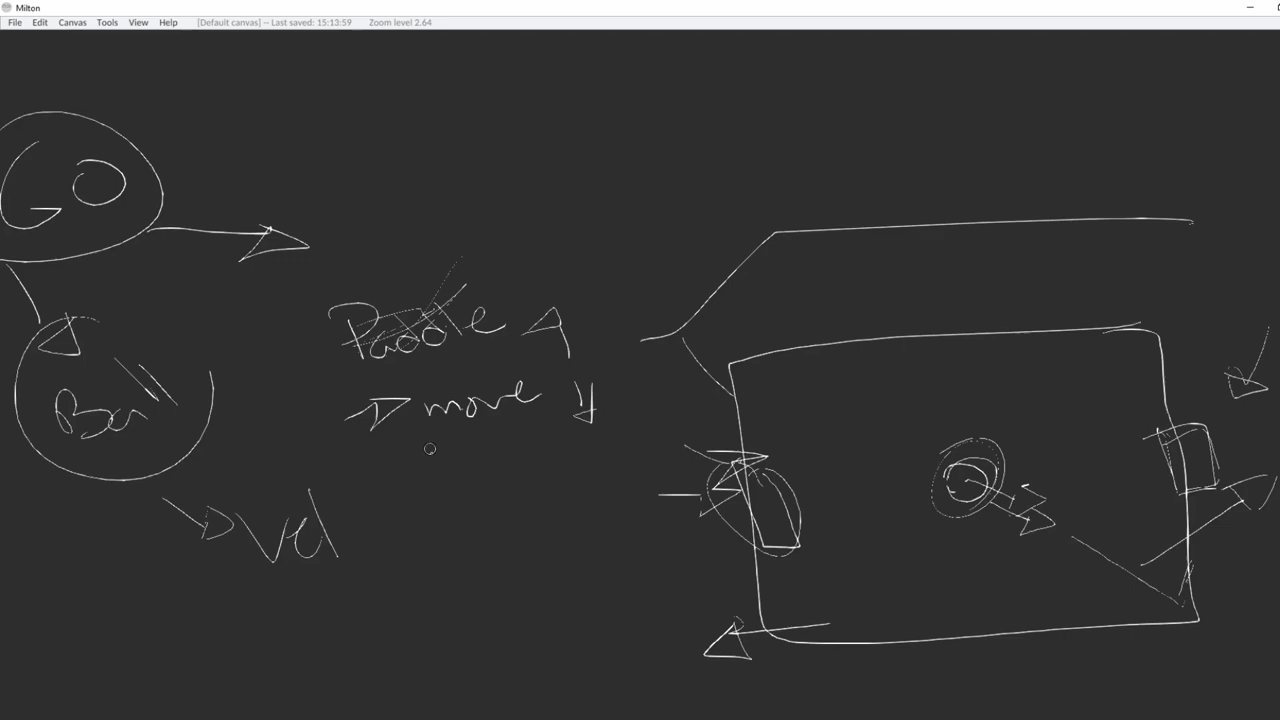 Milton
File Edit Canvas Tools View Help [Default canvas] -- Last saved: 15:13:59 Zoom level 2.64
GO
Paddle
move
Ball
Vel